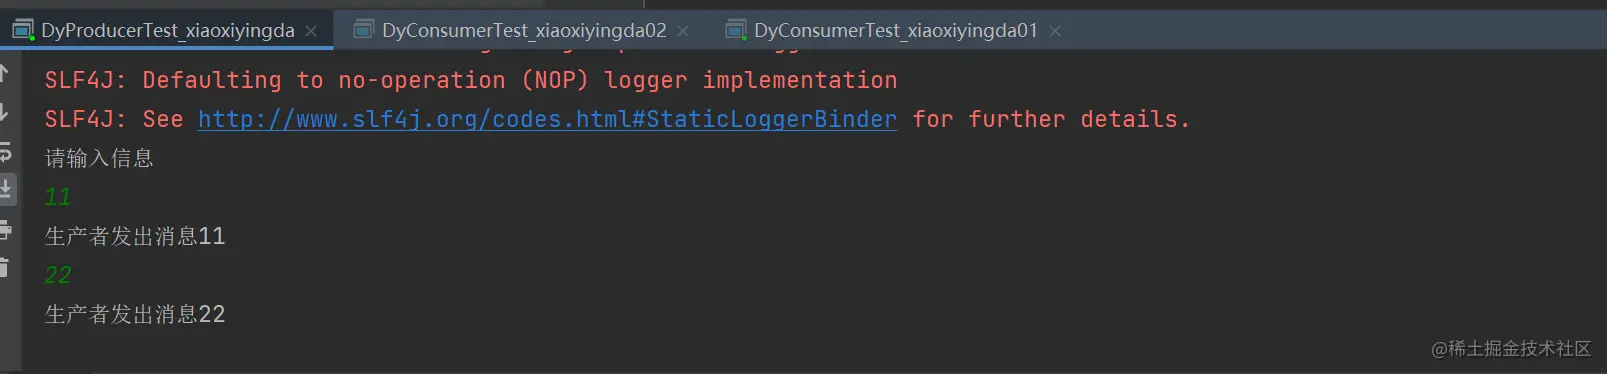 DyProducerTest_xiaoxiyingda
DyConsumerTest_xiaoxiyingda02
DyConsumerTest_xiaoxiyingda01
SLF4J: Defaulting to no-operation (NOP) logger implementation
SLF4J: See http://www.slf4j.org/codes.html#StaticLoggerBinder for further details.
请输入信息
11
生产者发出消息11
22
生产者发出消息22
@稀土掘金技术社区